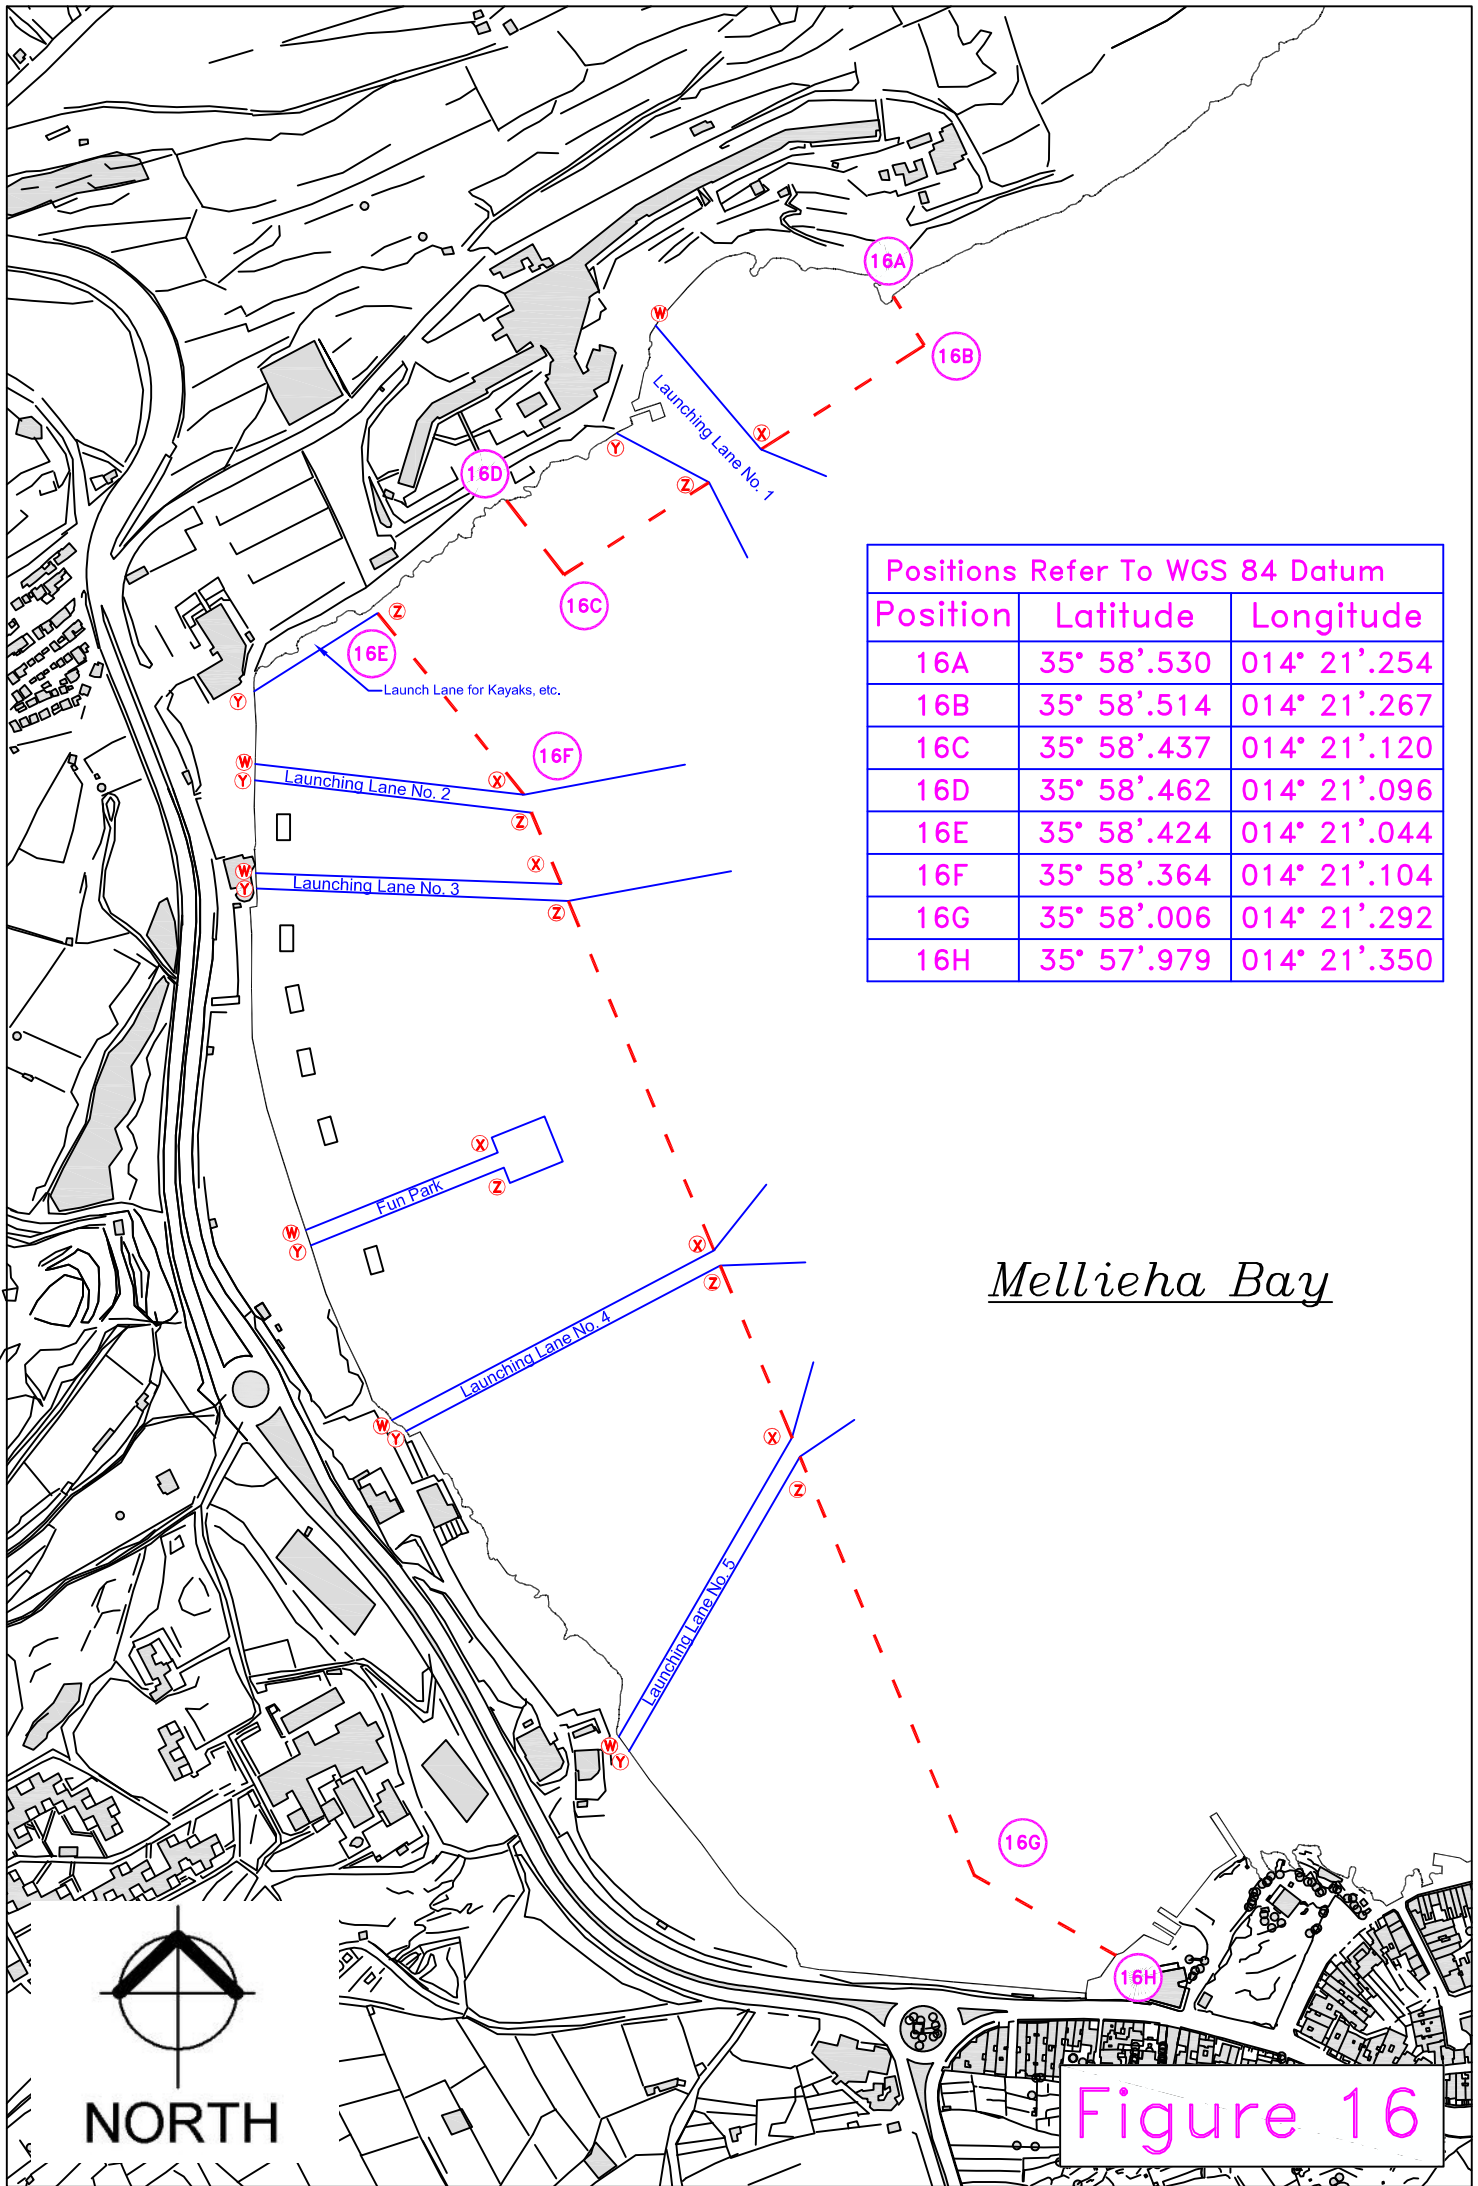 16A
W
16B
Launching Lane No. 1
X
Y
16D
Z
16C
Positions Refer To WGS 84 Datum
Position Latitude Longitude
16A 35° 58'.530 014° 21'.254
16B 35° 58'.514 014° 21'.267
16C 35° 58'.437 014° 21'.120
16D 35° 58'.462 014° 21'.096
16E 35° 58'.424 014° 21'.044
16F 35° 58'.364 014° 21'.104
16G 35° 58'.006 014° 21'.292
16H 35° 57'.979 014° 21'.350
Z
16E
Launch Lane for Kayaks, etc.
Y
16F
W
X
Y
Launching Lane No. 2
Z
X
W
Y
Launching Lane No. 3
Z
X
Fun Park
Z
W
Y
X
Mellieha Bay
Z
Launching Lane No. 4
W
Y
X
Z
Launching Lane No. 5
W
Y
16G
16H
NORTH
Figure 16